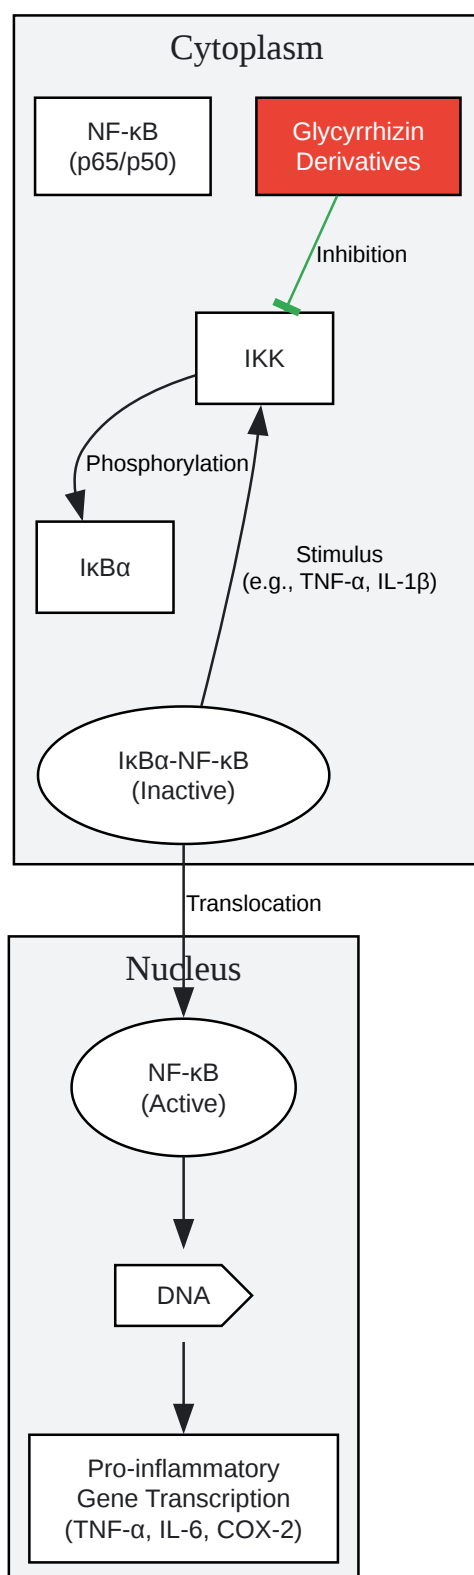 Cytoplasm
NF-κB
(p65/p50)
Glycyrrhizin
Derivatives
Inhibition
IKK
Phosphorylation
IκBα
Stimulus
(e.g., TNF-α, IL-1β)
IκBα-NF-κB
(Inactive)
Translocation
Nucleus
NF-κB
(Active)
DNA
Pro-inflammatory
Gene Transcription
(TNF-α, IL-6, COX-2)